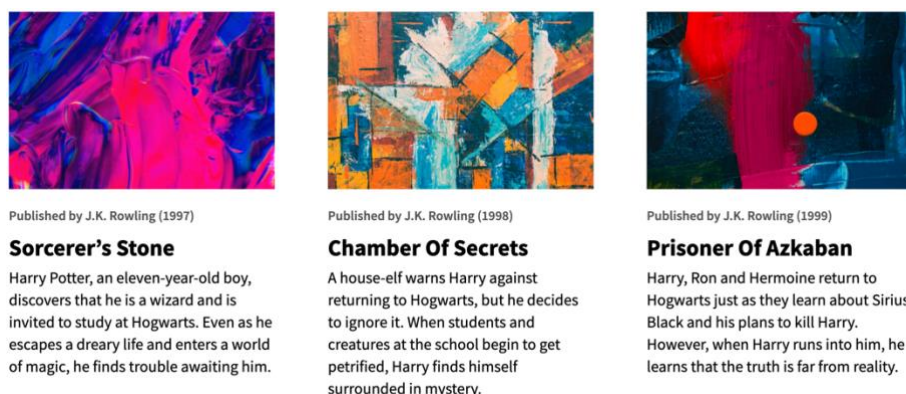 Published by J.K. Rowling (1997)
Sorcerer’s Stone
Harry Potter, an eleven-year-old boy,
discovers that he is a wizard and is
invited to study at Hogwarts. Even as he
escapes a dreary life and enters a world
of magic, he finds trouble awaiting him.
Published by J.K. Rowling (1998)
Chamber Of Secrets
A house-elf warns Harry against
returning to Hogwarts, but he decides
to ignore it. When students and
creatures at the school begin to get
petrified, Harry finds himself
surrounded in mystery.
Published by J.K. Rowling (1999)
Prisoner Of Azkaban
Harry, Ron and Hermoine return to
Hogwarts just as they learn about Sirius
Black and his plans to kill Harry.
However, when Harry runs into him, he
learns that the truth is far from reality.